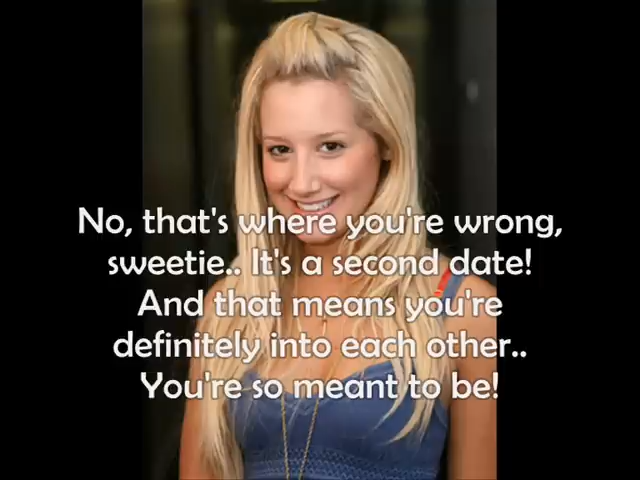 No, that's where you're wrong,
sweetie.. It's a second date!
And that means you're
definitely into each other..
You're so meant to be!